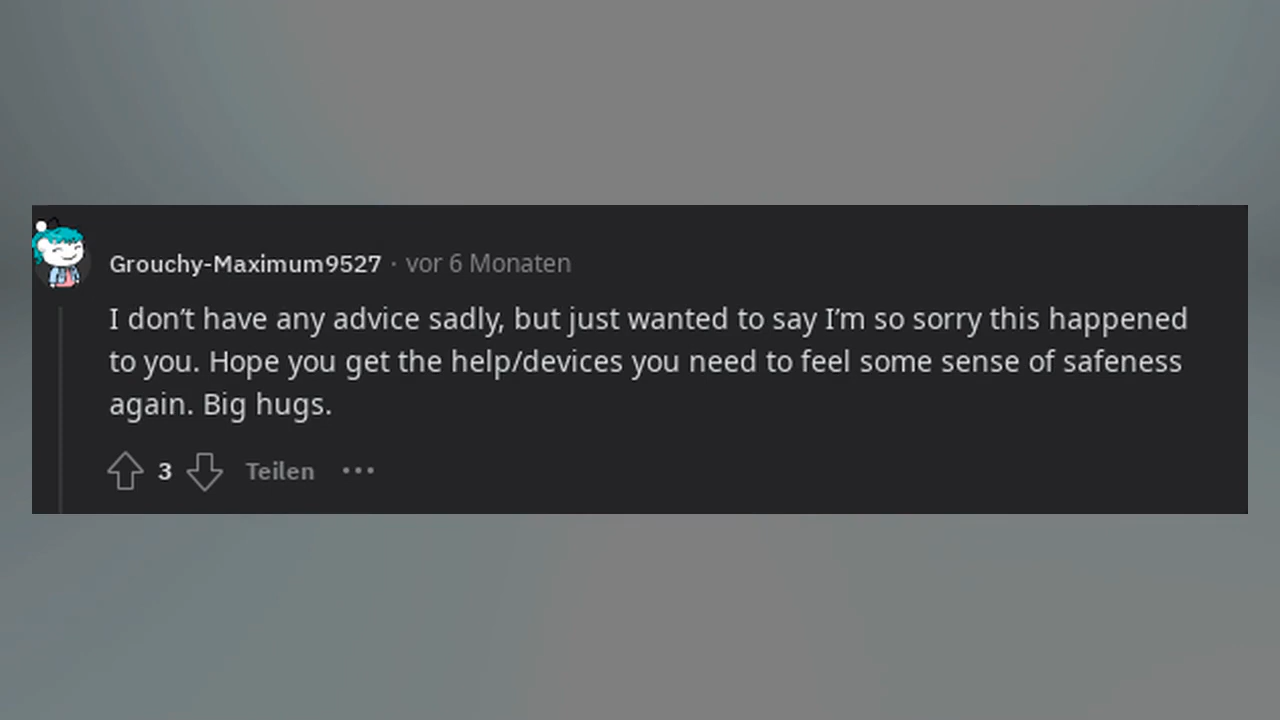 Grouchy-Maximum9527 · vor 6 Monaten
I don’t have any advice sadly, but just wanted to say I’m so sorry this happened
to you. Hope you get the help/devices you need to feel some sense of safeness
again. Big hugs.
3 Teilen